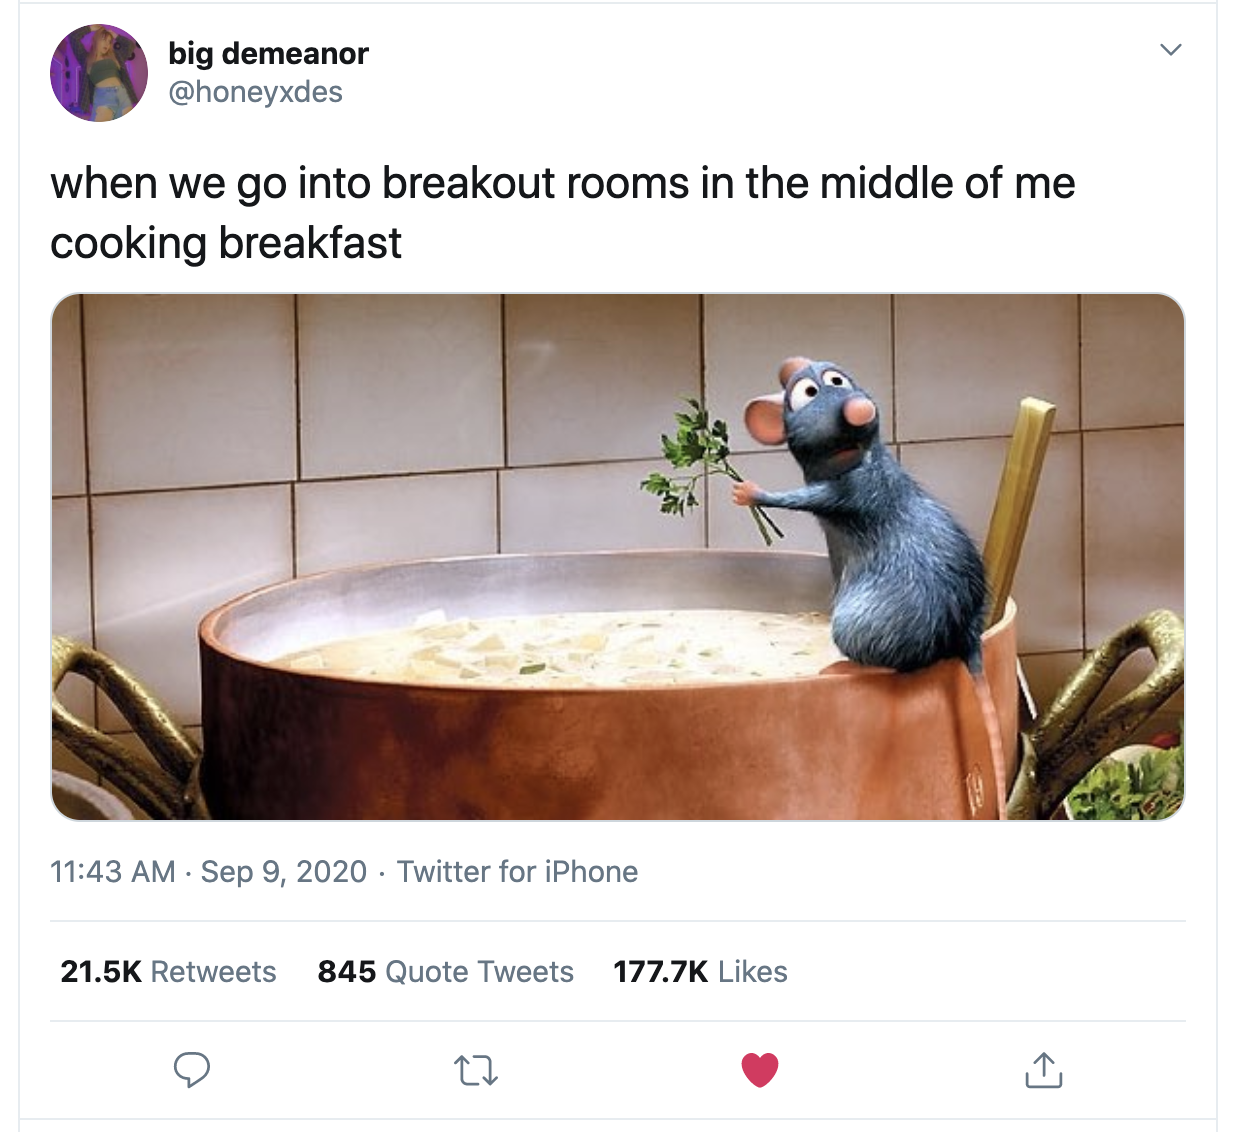 big demeanor
@honeyxdes
when we go into breakout rooms in the middle of me
cooking breakfast
11:43 AM · Sep 9, 2020 · Twitter for iPhone
21.5K Retweets 845 Quote Tweets 177.7K Likes